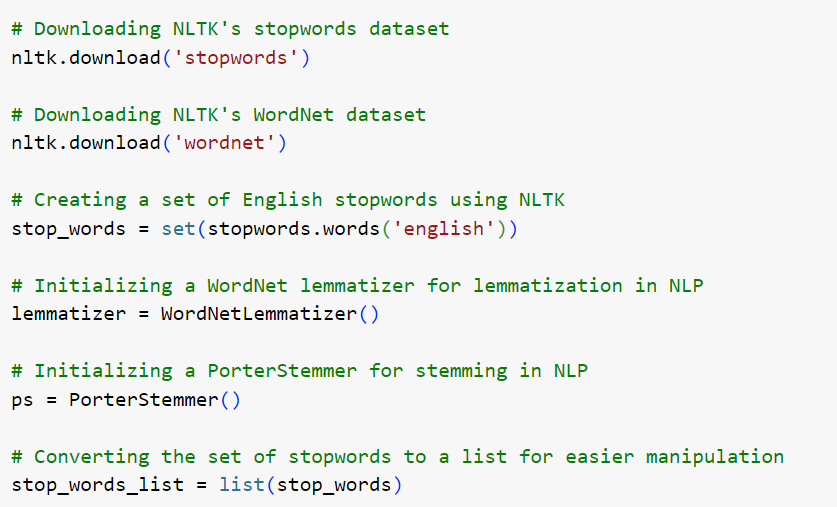 # Downloading NLTK's stopwords dataset
nltk.download('stopwords')
# Downloading NLTK's WordNet dataset
nltk.download('wordnet')
# Creating a set of English stopwords using NLTK
stop_words = set(stopwords.words('english'))
# Initializing a WordNet lemmatizer for lemmatization in NLP
lemmatizer = WordNetLemmatizer()
# Initializing a PorterStemmer for stemming in NLP
ps = PorterStemmer()
# Converting the set of stopwords to a list for easier manipulation
stop_words_list = list(stop_words)